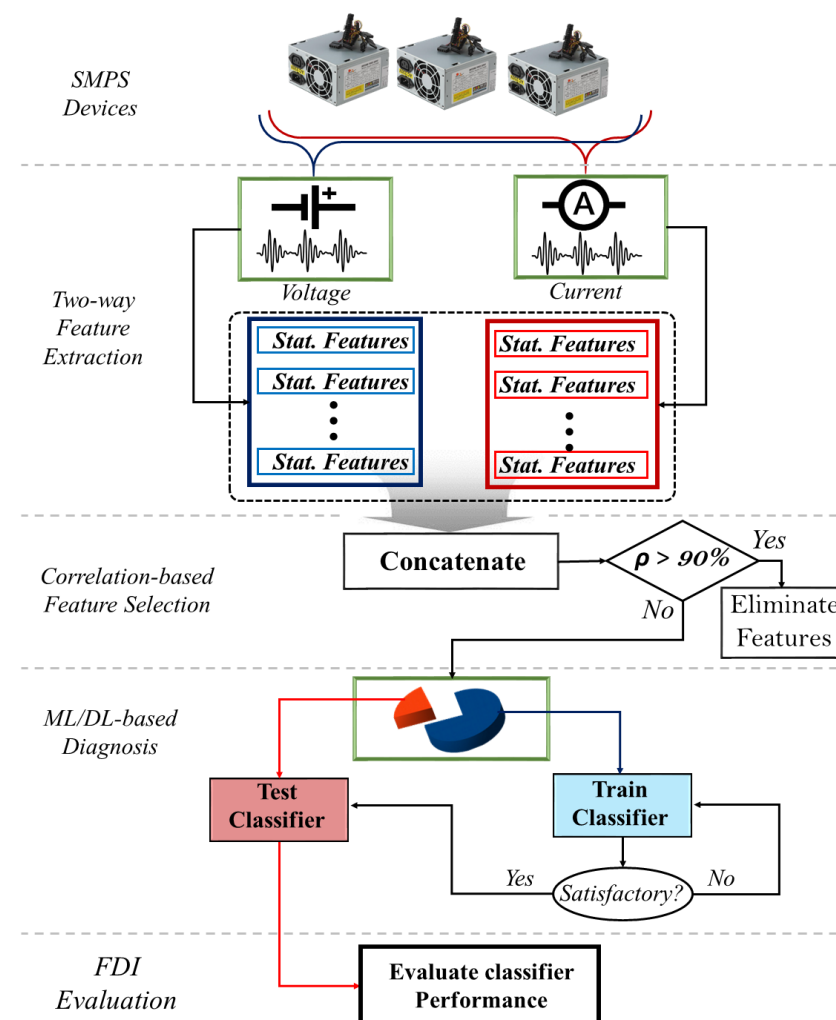 SMPS
Devices
A
Voltage
Current
Two-way
Feature
Extraction
Stat. Features
Stat. Features
Stat. Features
Stat. Features
Stat. Features
Stat. Features
Correlation-based
Feature Selection
Concatenate
ρ > 90%
Yes
No
Eliminate
Features
ML/DL-based
Diagnosis
Test
Classifier
Train
Classifier
Yes
Satisfactory?
No
FDI
Evaluation
Evaluate classifier
Performance